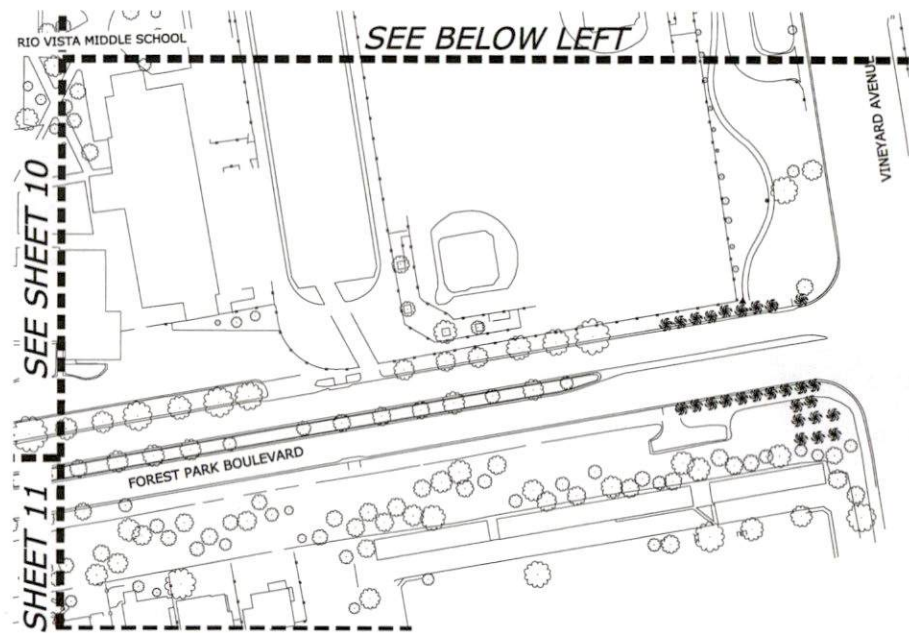 RIO VISTA MIDDLE SCHOOL
SEE BELOW LEFT
VINEYARD AVENUE
SEE SHEET 10
FOREST PARK BOULEVARD
SHEET 11